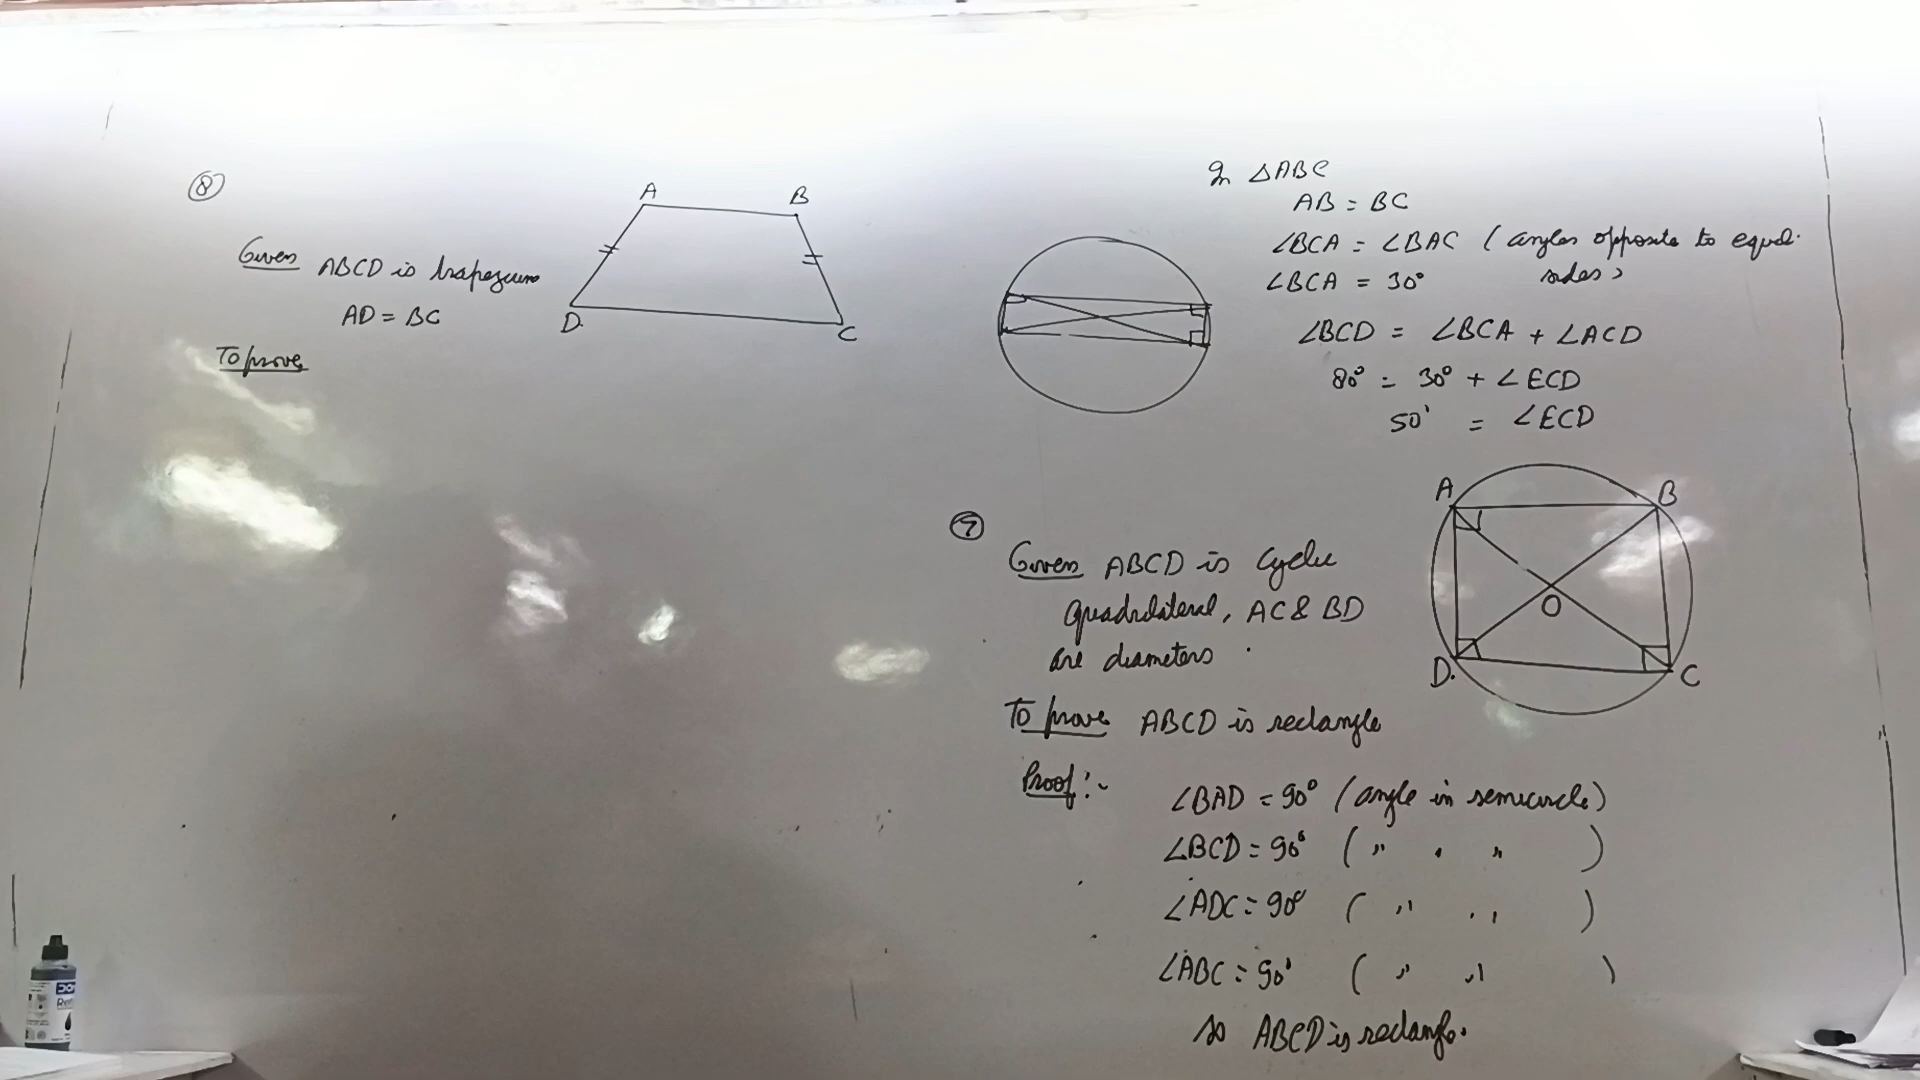 ⑧
A
B
D.
C
Given ABCD is trapezium
AD = BC
To prove
In △ABC
AB = BC
∠BCA = ∠BAC (angles opposite to equal
sides)
∠BCA = 30°
∠BCD = ∠BCA + ∠ACD
80° = 30° + ∠ECD
50° = ∠ECD
⑦
A
B
O
D.
C
Given ABCD is cyclic
quadrilateral, AC & BD
are diameters.
To prove ABCD is rectangle
Proof:-
∠BAD = 90° (angle in semicircle)
∠BCD = 90° ( " " " )
∠ADC = 90° ( " " )
∠ABC = 90° ( " " )
so ABCD is rectangle.